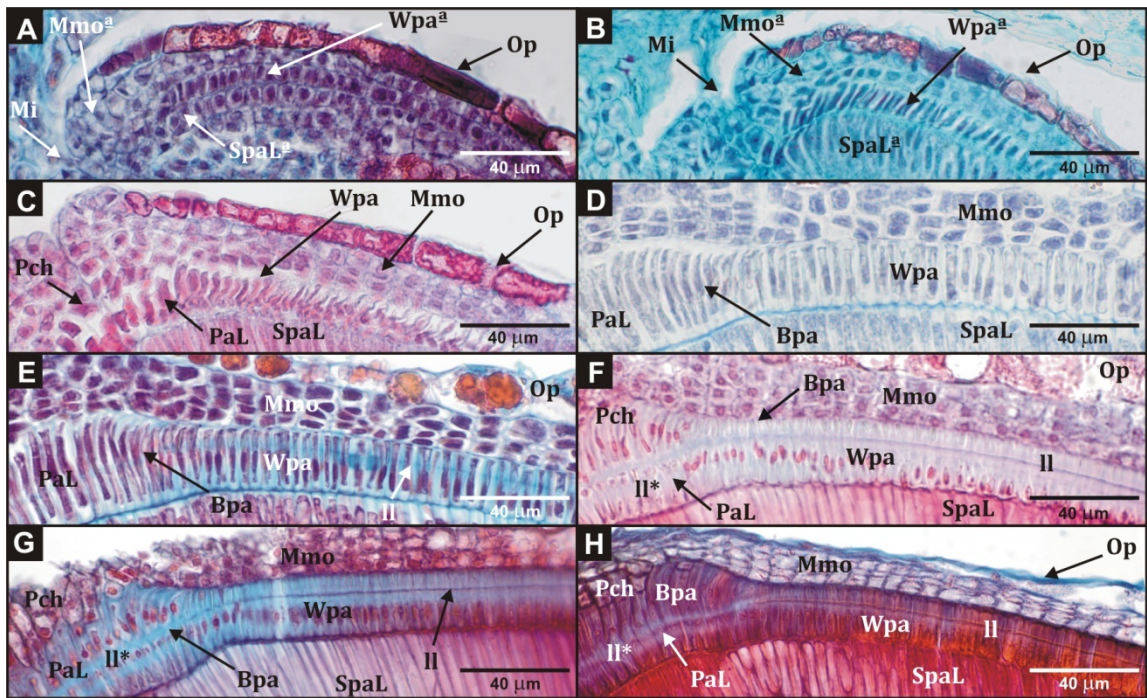 A Mmoª Wpaª Op
Mi
SpaLª
40 µm
B Mmoª Wpaª Op
Mi
SpaLª
40 µm
C Wpa Mmo Op
Pch
PaL SpaL
40 µm
D Mmo
Wpa
PaL Bpa SpaL
40 µm
E Op
Mmo
PaL Wpa
Bpa ll
40 µm
F Bpa Mmo Op
Pch
Wpa ll
ll* PaL SpaL
40 µm
G Mmo
Pch
Wpa
PaL ll* Bpa ll
SpaL
40 µm
H Mmo Op
Pch Bpa
Wpa ll
ll* PaL SpaL
40 µm